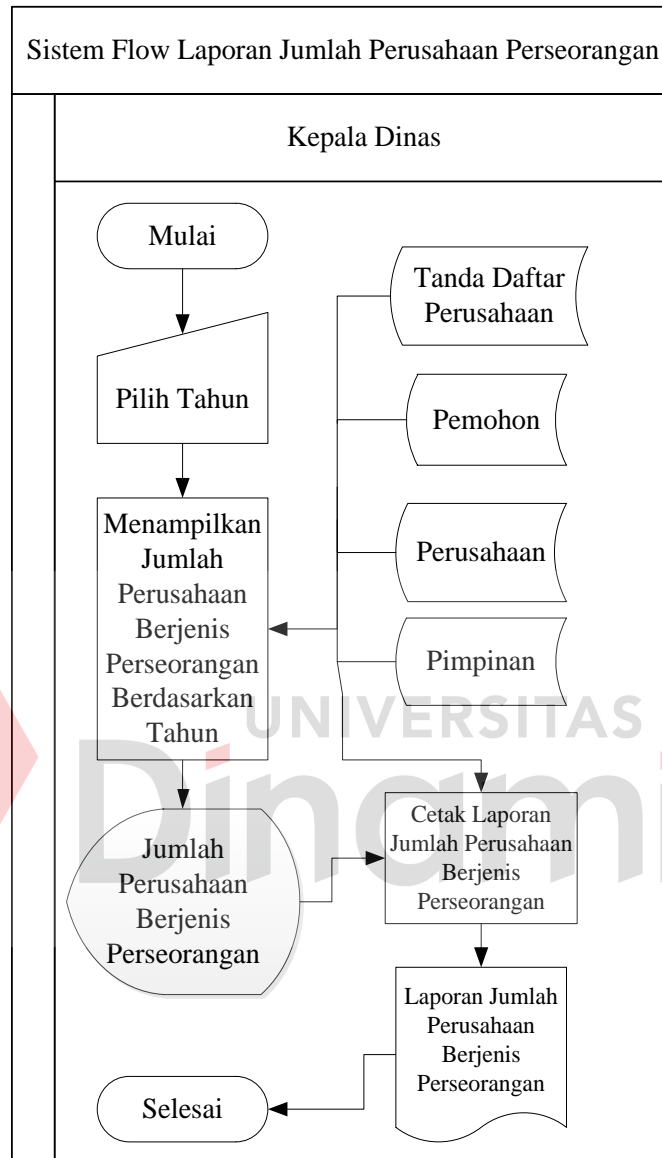 Sistem Flow Laporan Jumlah Perusahaan Perseorangan
Kepala Dinas
Mulai
Tanda Daftar
Perusahaan
Pilih Tahun
Pemohon
Menampilkan
Jumlah
Perusahaan
Berjenis
Perseorangan
Berdasarkan
Tahun
Perusahaan
Pimpinan
UNIVERSITAS
Dinami
Cetak Laporan
Jumlah Perusahaan
Berjenis
Perseorangan
Jumlah
Perusahaan
Berjenis
Perseorangan
Laporan Jumlah
Perusahaan
Berjenis
Perseorangan
Selesai